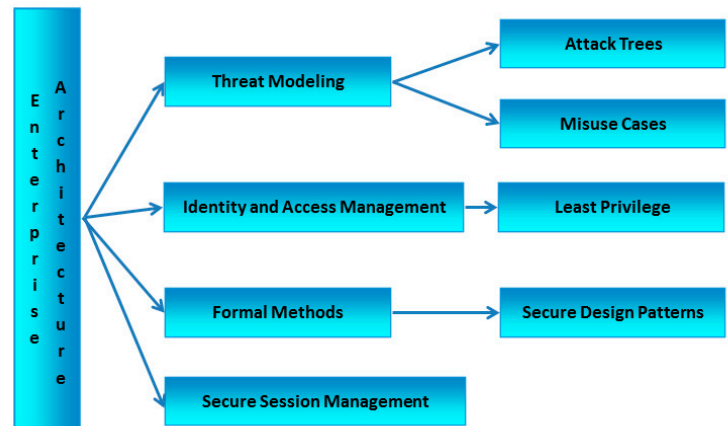 Enterprise
Architecture
Threat Modeling
Attack Trees
Misuse Cases
Identity and Access Management
Least Privilege
Formal Methods
Secure Design Patterns
Secure Session Management